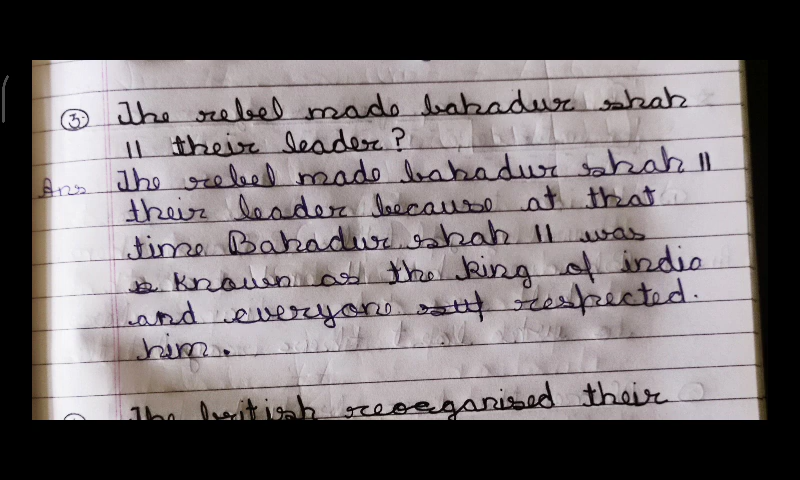 ③ The rebel made bahadur shah
II their leader?
Ans The rebel made bahadur shah II
their leader because at that
time Bahadur shah II was
known as the king of india
and everyone respected.
him.
The british reorganised their